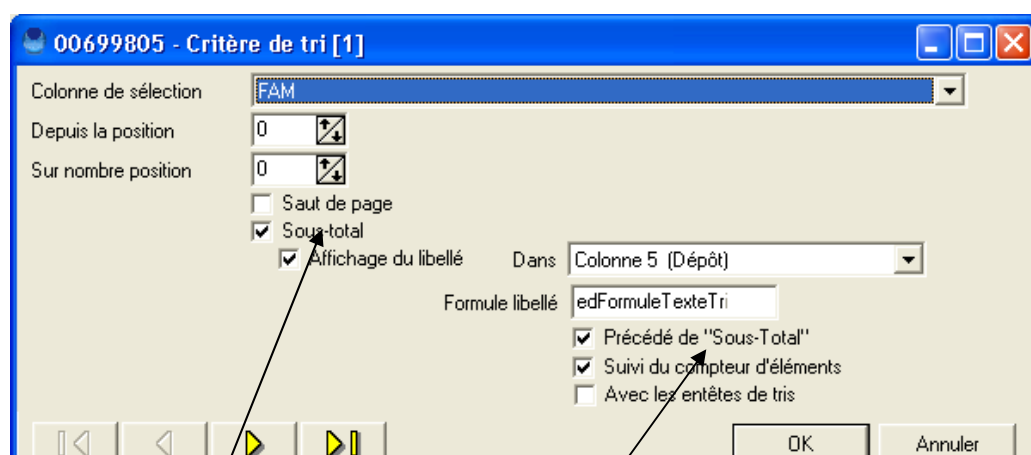 00699805 - Critère de tri [1]
Colonne de sélection FAM
Depuis la position 0
Sur nombre position 0
Saut de page
Sous-total
Affichage du libellé Dans Colonne 5 (Dépôt)
Formule libellé edFormuleTexteTri
Précédé de "Sous-Total"
Suivi du compteur d'éléments
Avec les entêtes de tris
OK Annuler